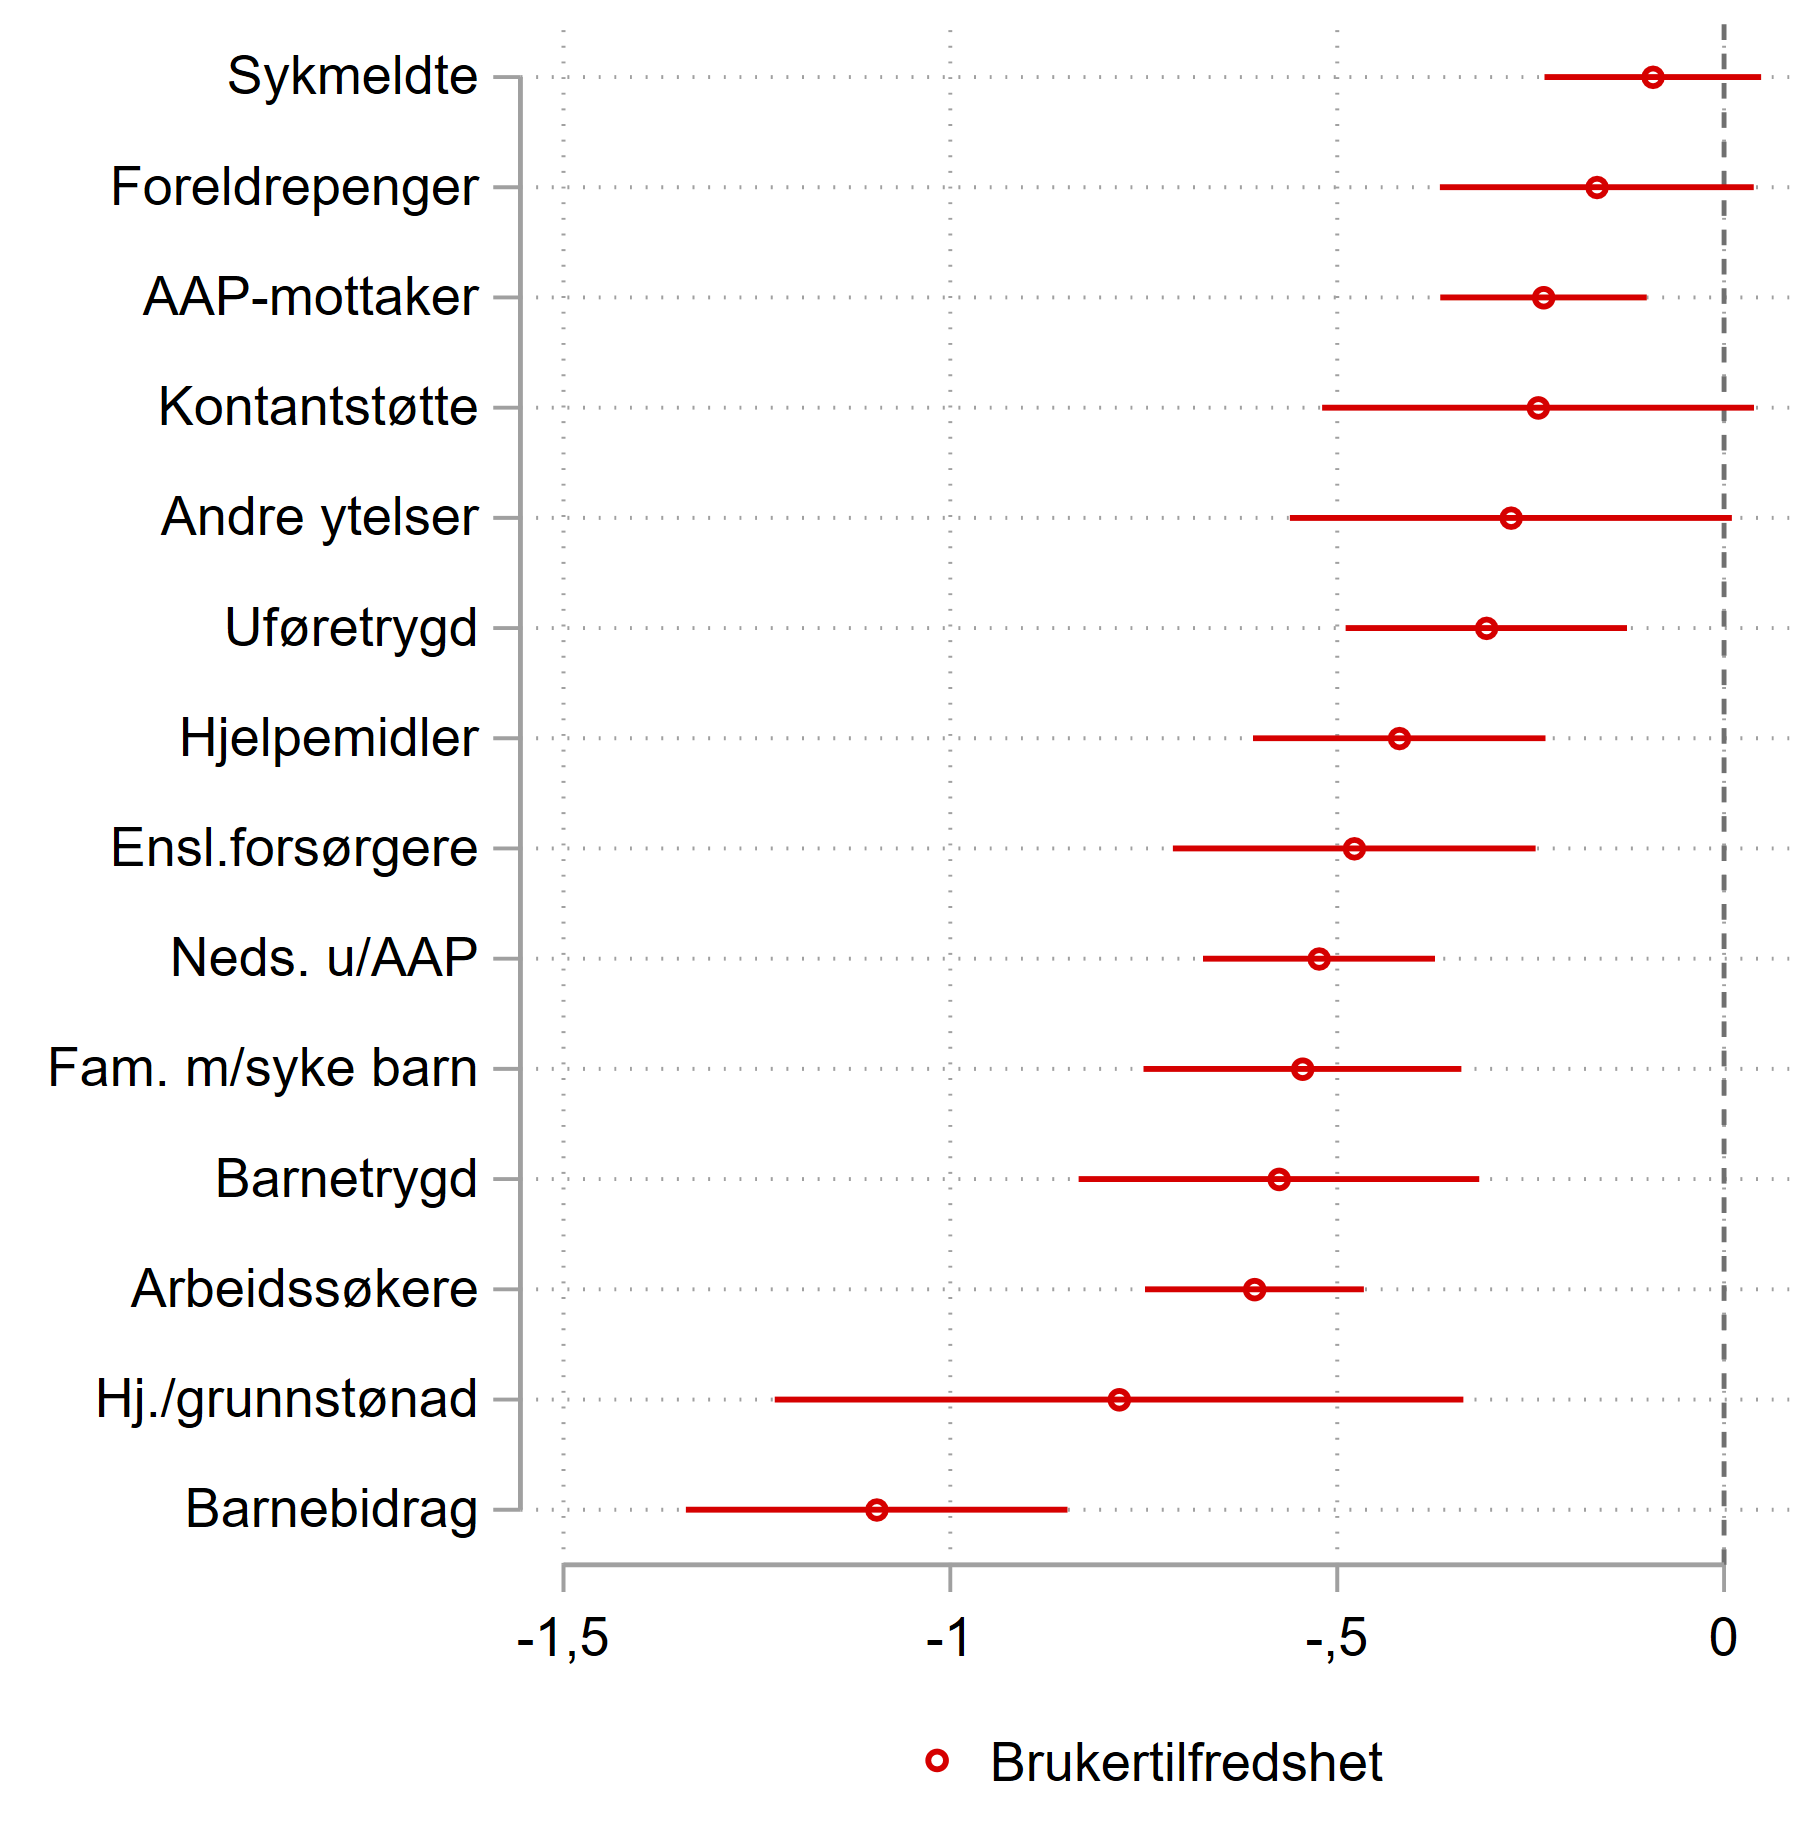 Sykmeldte
Foreldrepenger
AAP-mottaker
Kontantstøtte
Andre ytelser
Uføretrygd
Hjelpemidler
Ensl.forsørgere
Neds. u/AAP
Fam. m/syke barn
Barnetrygd
Arbeidssøkere
Hj./grunnstønad
Barnebidrag
-1,5 -1 -,5 0
Brukertilfredshet